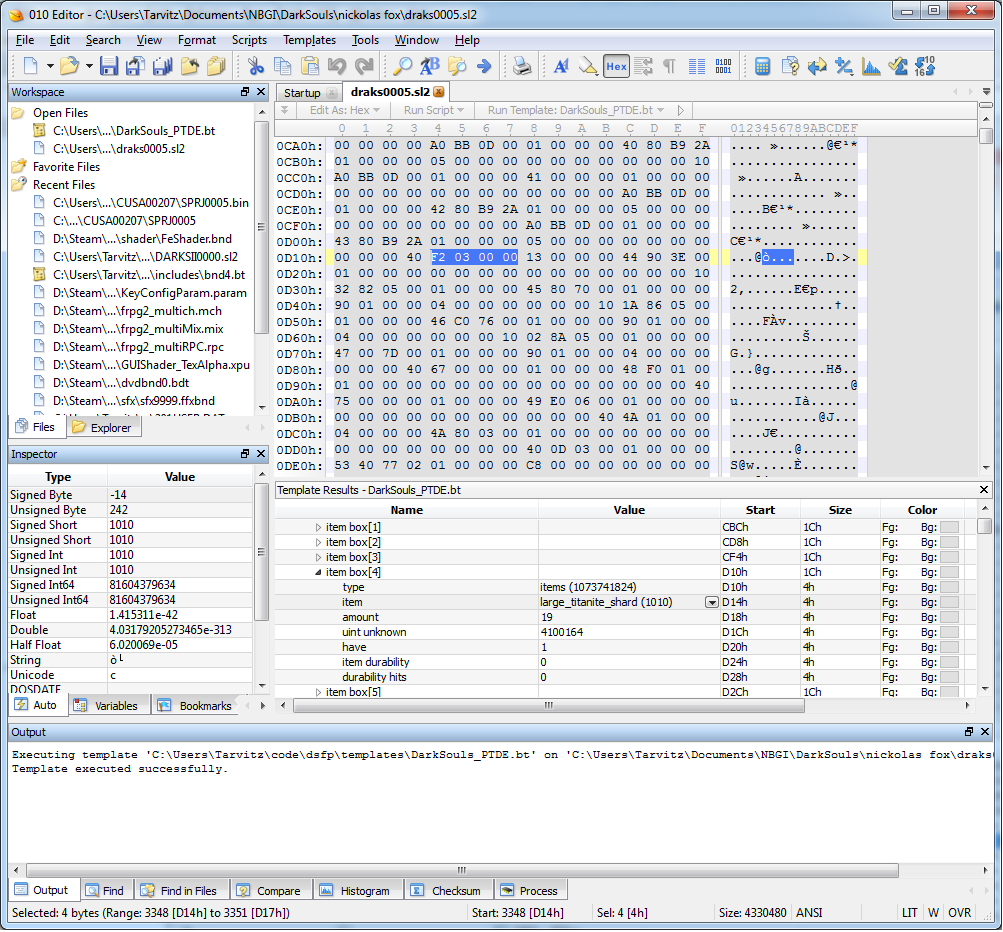 010 Editor - C:\Users\Tarvitz\Documents\NBGI\DarkSouls\nickolas fox\draks0005.sl2
File Edit Search View Format Scripts Templates Tools Window Help
Workspace
Open Files
C:\Users\...\DarkSouls_PTDE.bt
C:\Users\...\draks0005.sl2
Favorite Files
Recent Files
C:\Users\...\CUSA00207\SPRJ0005.bin
C:\...\CUSA00207\SPRJ0005
D:\Steam\...\shader\FeShader.bnd
C:\Users\Tarvitz\...\DARKSII0000.sl2
C:\Users\Tarvitz\...\includes\bnd4.bt
D:\Steam\...\KeyConfigParam.param
D:\Steam\...\frpg2_multich.mch
D:\Steam\...\frpg2_multiMix.mix
D:\Steam\...\frpg2_multiRPC.rpc
D:\Steam\...\GUIShader_TexAlpha.xpu
D:\Steam\...\dvdbnd0.bdt
D:\Steam\...\sfx\sfx9999.ffxbnd
Files Explorer
Startup draks0005.sl2
Edit As: Hex Run Script Run Template: DarkSouls_PTDE.bt
0 1 2 3 4 5 6 7 8 9 A B C D E F 0123456789ABCDEF
0CA0h: 00 00 00 00 A0 BB 0D 00 01 00 00 00 40 80 B9 2A .... »......@€¹*
0CB0h: 01 00 00 00 05 00 00 00 00 00 00 00 00 00 00 10 ................
0CC0h: A0 BB 0D 00 01 00 00 00 41 00 00 00 01 00 00 00 »......A.......
0CD0h: 00 00 00 00 00 00 00 00 00 00 00 00 A0 BB 0D 00 ............ »..
0CE0h: 01 00 00 00 42 80 B9 2A 01 00 00 00 05 00 00 00 ....B€¹*........
0CF0h: 00 00 00 00 00 00 00 00 A0 BB 0D 00 01 00 00 00 ........ »......
0D00h: 43 80 B9 2A 01 00 00 00 05 00 00 00 00 00 00 00 C€¹*............
0D10h: 00 00 00 40 F2 03 00 00 13 00 00 00 44 90 3E 00 ...@ò.......D.>.
0D20h: 01 00 00 00 00 00 00 00 00 00 00 00 00 00 00 10 ................
0D30h: 32 82 05 00 01 00 00 00 45 80 70 00 01 00 00 00 2‚......E€p.....
0D40h: 90 01 00 00 04 00 00 00 00 00 00 10 1A 86 05 00 .............†..
0D50h: 01 00 00 00 46 C0 76 00 01 00 00 00 90 01 00 00 ....FÀv.........
0D60h: 04 00 00 00 00 00 00 10 02 8A 05 00 01 00 00 00 .........Š......
0D70h: 47 00 7D 00 01 00 00 00 90 01 00 00 04 00 00 00 G.}.............
0D80h: 00 00 00 40 67 00 00 00 01 00 00 00 48 F0 01 00 ...@g.......Hð..
0D90h: 01 00 00 00 00 00 00 00 00 00 00 00 00 00 00 40 ...............@
0DA0h: 75 00 00 00 01 00 00 00 49 E0 06 00 01 00 00 00 u.......Ià......
0DB0h: 00 00 00 00 00 00 00 00 00 00 00 40 4A 01 00 00 ...........@J...
0DC0h: 04 00 00 00 4A 80 03 00 01 00 00 00 00 00 00 00 ....J€..........
0DD0h: 00 00 00 00 00 00 00 40 0D 03 00 00 01 00 00 00 .......@........
0DE0h: 53 40 77 02 01 00 00 00 C8 00 00 00 00 00 00 00 S@w.....È.......
Inspector
Type Value
Signed Byte -14
Unsigned Byte 242
Signed Short 1010
Unsigned Short 1010
Signed Int 1010
Unsigned Int 1010
Signed Int64 81604379634
Unsigned Int64 81604379634
Float 1.415311e-42
Double 4.03179205273465e-313
Half Float 6.020069e-05
String ò└
Unicode c
DOSDATE
Auto Variables Bookmarks
Template Results - DarkSouls_PTDE.bt
Name Value Start Size Color
item box[1] CBCh 1Ch Fg: Bg:
item box[2] CD8h 1Ch Fg: Bg:
item box[3] CF4h 1Ch Fg: Bg:
item box[4] D10h 1Ch Fg: Bg:
type items (1073741824) D10h 4h Fg: Bg:
item large_titanite_shard (1010) D14h 4h Fg: Bg:
amount 19 D18h 4h Fg: Bg:
uint unknown 4100164 D1Ch 4h Fg: Bg:
have 1 D20h 4h Fg: Bg:
item durability 0 D24h 4h Fg: Bg:
durability hits 0 D28h 4h Fg: Bg:
item box[5] D2Ch 1Ch Fg: Bg:
Output
Executing template 'C:\Users\Tarvitz\code\dsfp\templates\DarkSouls_PTDE.bt' on 'C:\Users\Tarvitz\Documents\NBGI\DarkSouls\nickolas fox\draks
Template executed successfully.
Output Find Find in Files Compare Histogram Checksum Process
Selected: 4 bytes (Range: 3348 [D14h] to 3351 [D17h]) Start: 3348 [D14h] Sel: 4 [4h] Size: 4330480 ANSI LIT W OVR